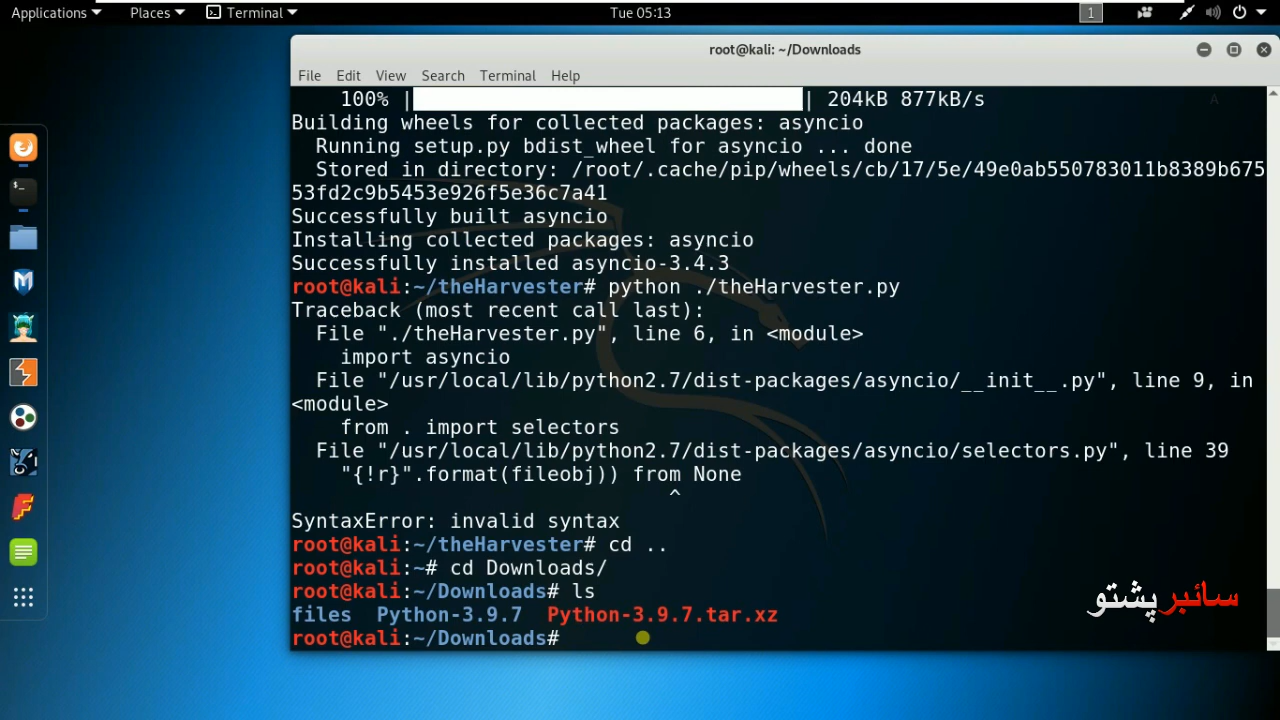 Applications Places Terminal Tue 05:13 1
root@kali: ~/Downloads
File Edit View Search Terminal Help
100% | | 204kB 877kB/s
Building wheels for collected packages: asyncio
Running setup.py bdist_wheel for asyncio ... done
Stored in directory: /root/.cache/pip/wheels/cb/17/5e/49e0ab550783011b8389b675
53fd2c9b5453e926f5e36c7a41
Successfully built asyncio
Installing collected packages: asyncio
Successfully installed asyncio-3.4.3
root@kali:~/theHarvester# python ./theHarvester.py
Traceback (most recent call last):
File "./theHarvester.py", line 6, in <module>
import asyncio
File "/usr/local/lib/python2.7/dist-packages/asyncio/__init__.py", line 9, in
<module>
from . import selectors
File "/usr/local/lib/python2.7/dist-packages/asyncio/selectors.py", line 39
"{!r}".format(fileobj)) from None
^
SyntaxError: invalid syntax
root@kali:~/theHarvester# cd ..
root@kali:~# cd Downloads/
root@kali:~/Downloads# ls
files Python-3.9.7 Python-3.9.7.tar.xz
سائبر پشتو
root@kali:~/Downloads#